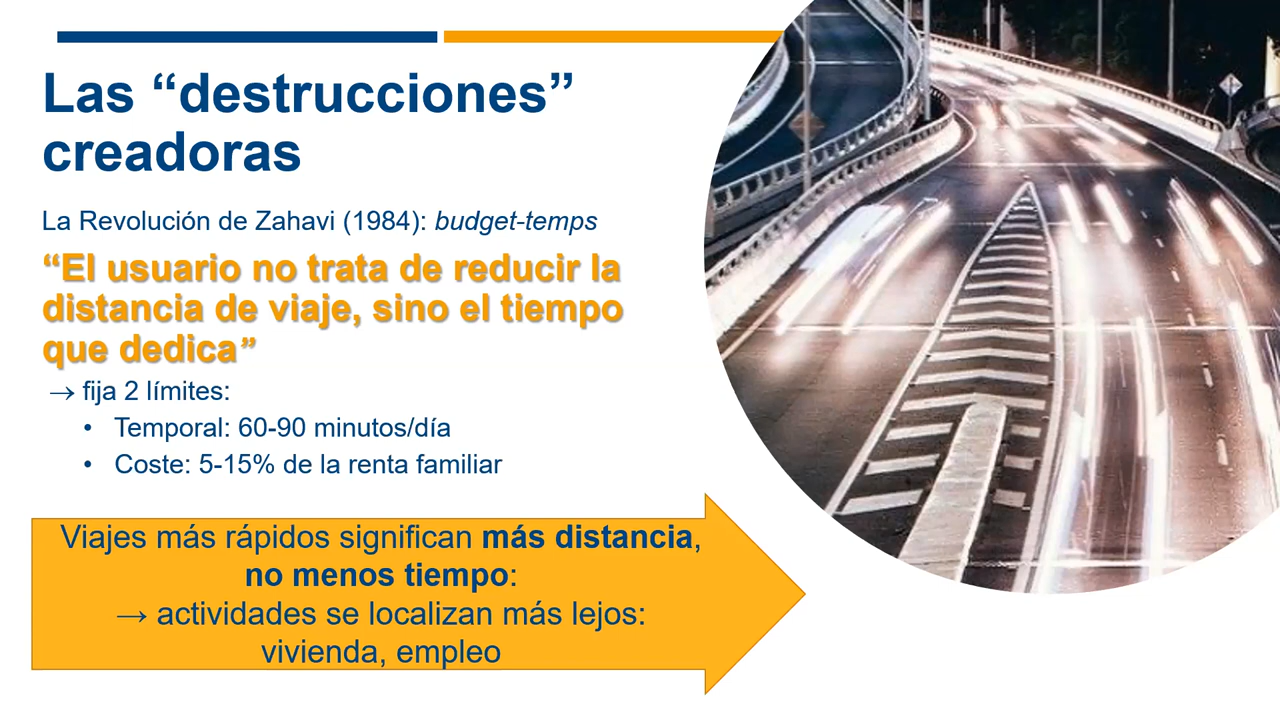 Las “destrucciones”
creadoras
La Revolución de Zahavi (1984): budget-temps
“El usuario no trata de reducir la
distancia de viaje, sino el tiempo
que dedica”
→ fija 2 límites:
• Temporal: 60-90 minutos/día
• Coste: 5-15% de la renta familiar
Viajes más rápidos significan más distancia,
no menos tiempo:
→ actividades se localizan más lejos:
vivienda, empleo